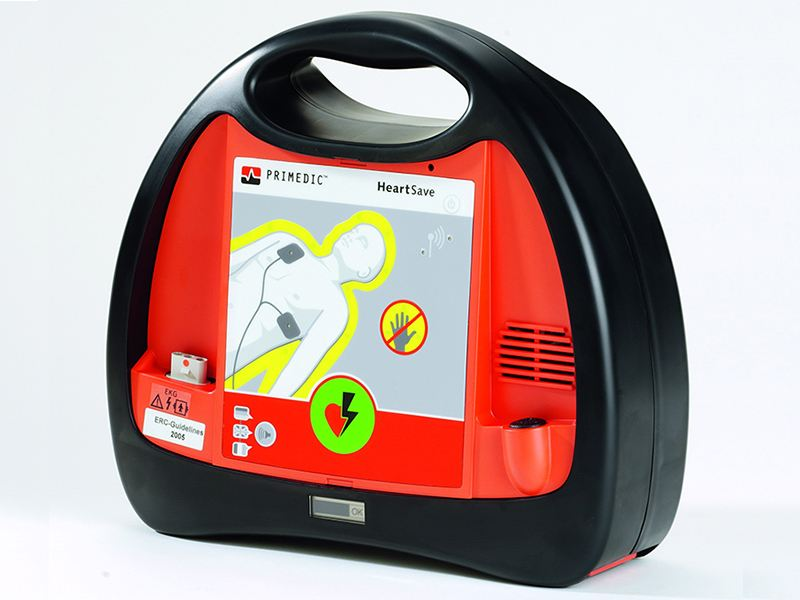 PRIMEDIC™
HeartSave
EKG
ERC-Guidelines
2005
OK